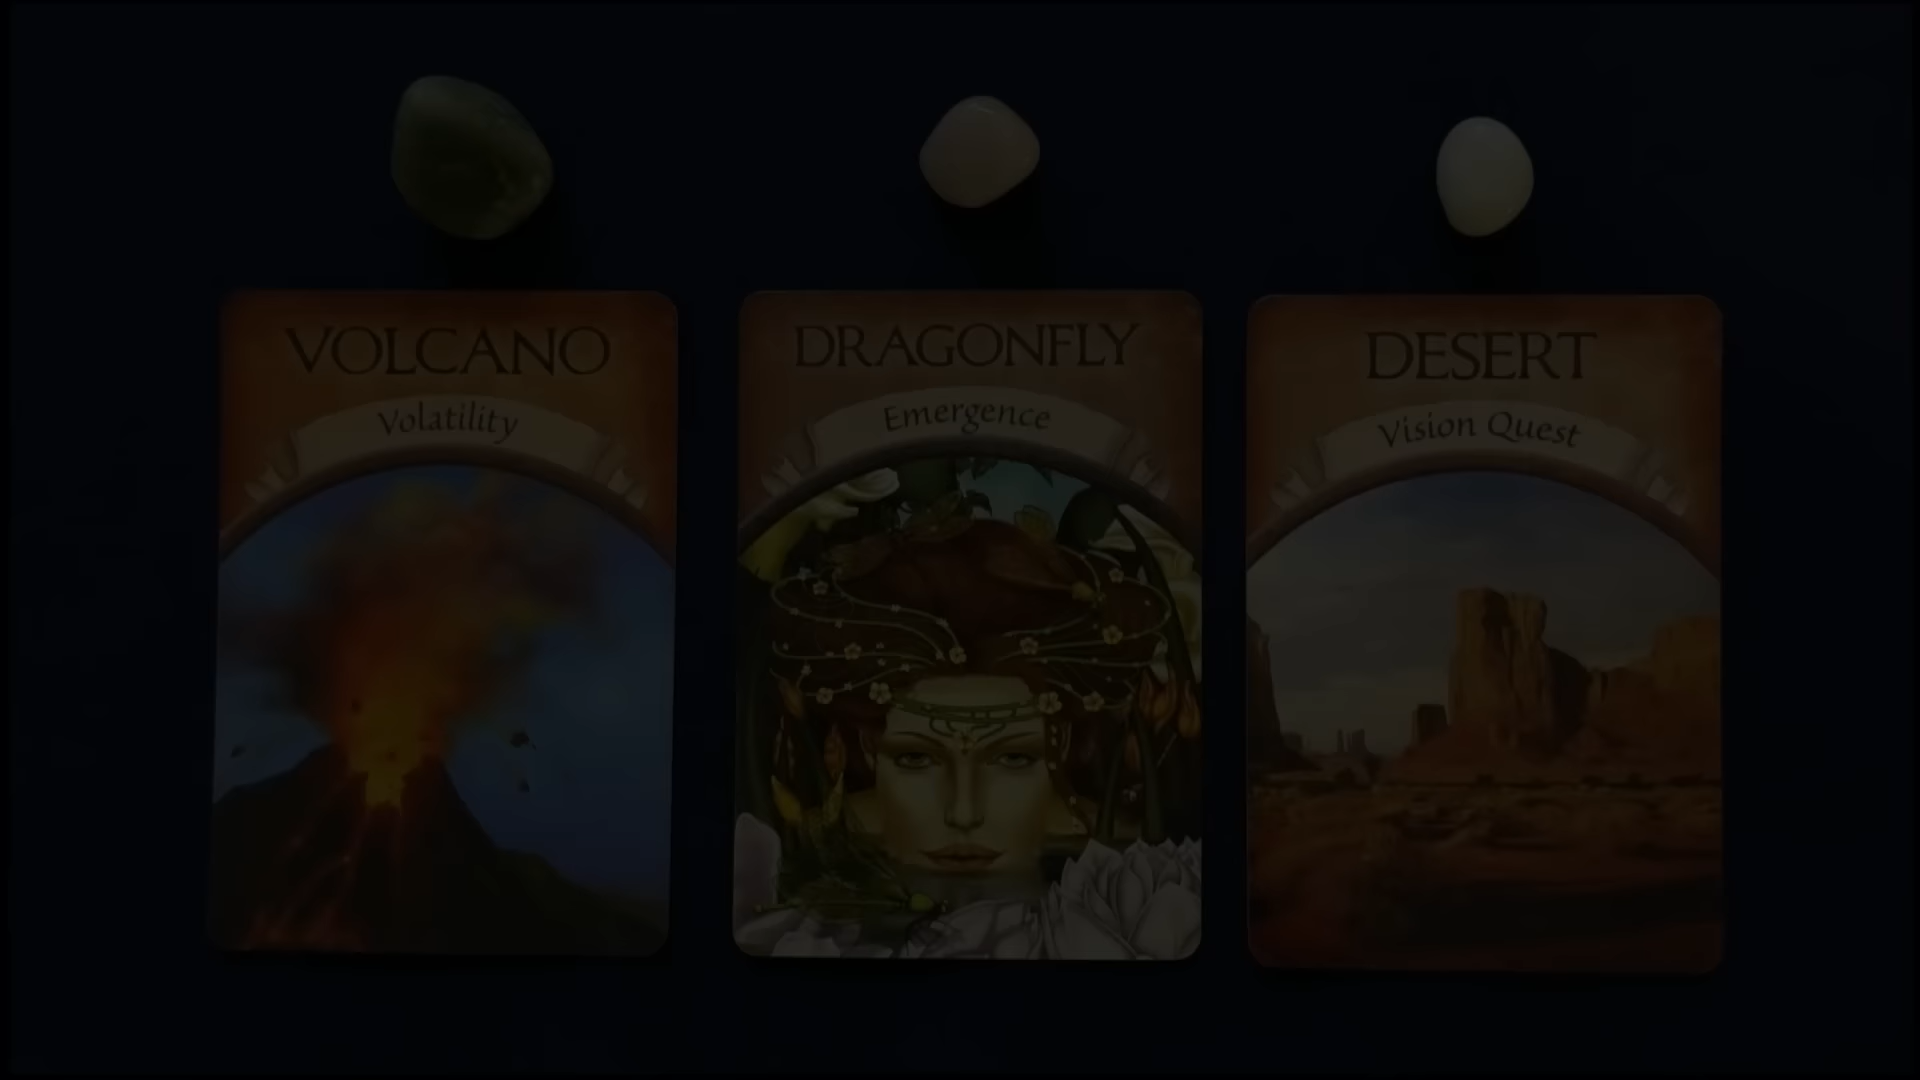 VOLCANO
Volatility
DRAGONFLY
Emergence
DESERT
Vision Quest